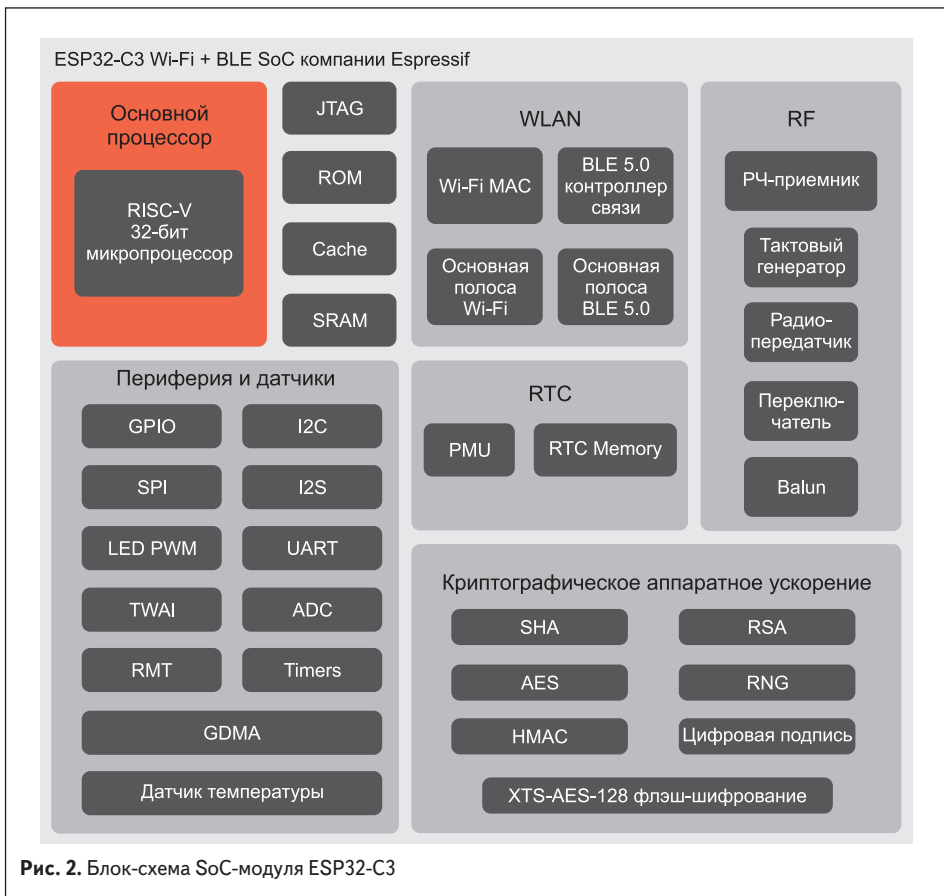 ESP32-C3 Wi-Fi + BLE SoC компании Espressif
Основной
процессор
RISC-V
32-бит
микропроцессор
JTAG
ROM
Cache
SRAM
WLAN
Wi-Fi MAC
BLE 5.0
контроллер
связи
Основная
полоса
Wi-Fi
Основная
полоса
BLE 5.0
RF
РЧ-приемник
Тактовый
генератор
Радио-
передатчик
Переклю-
чатель
Balun
Периферия и датчики
GPIO
I2C
SPI
I2S
LED PWM
UART
TWAI
ADC
RMT
Timers
GDMA
Датчик температуры
RTC
PMU
RTC Memory
Криптографическое аппаратное ускорение
SHA
RSA
AES
RNG
HMAC
Цифровая подпись
XTS-AES-128 флэш-шифрование
Рис. 2. Блок-схема SoC-модуля ESP32-C3